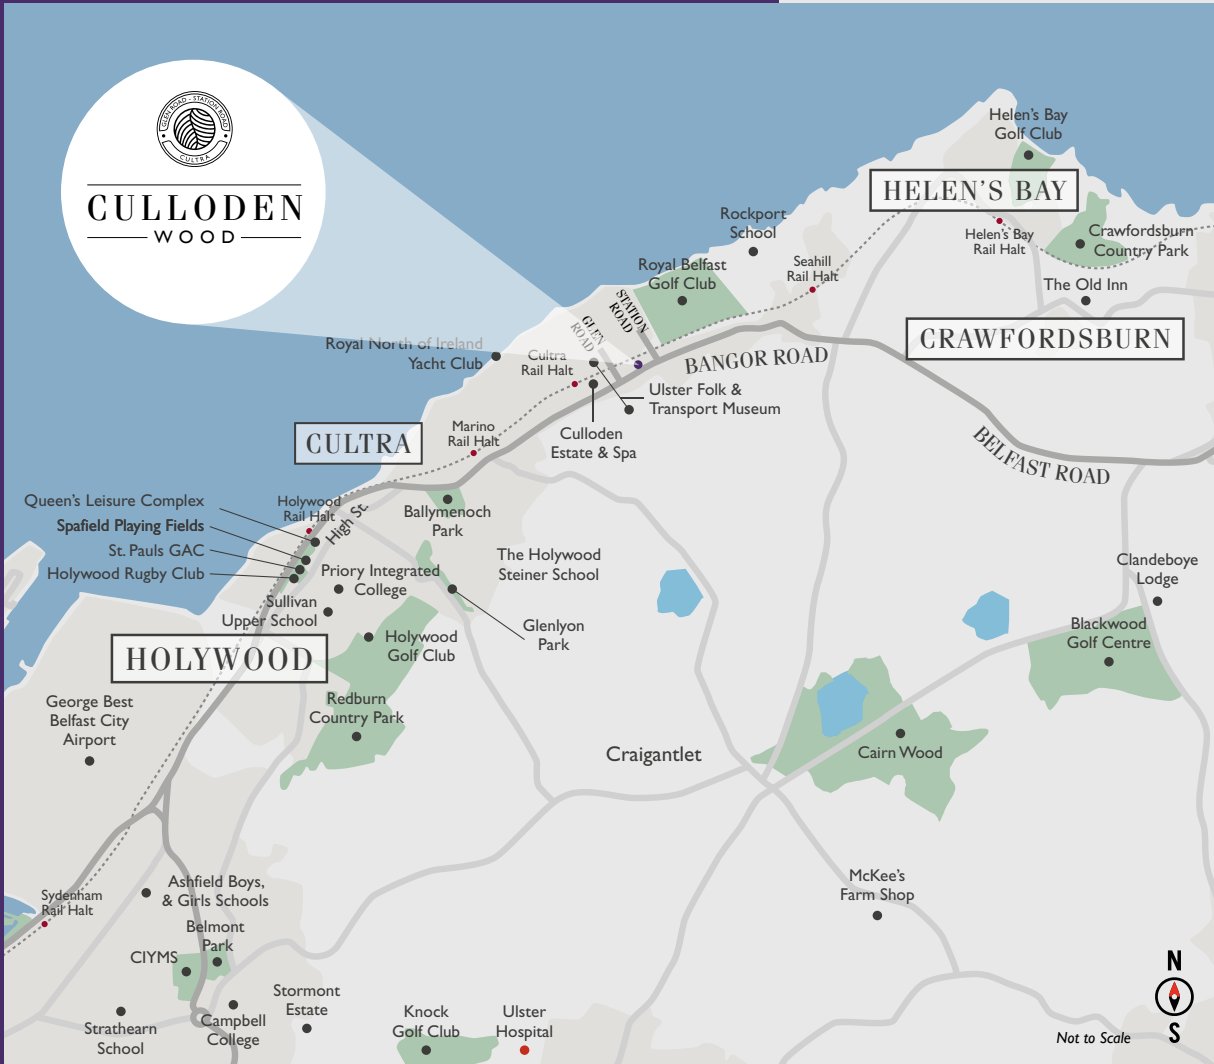 GLEN ROAD - STATION ROAD
CULTRA
CULLODEN
WOOD
Helen's Bay
Golf Club
HELEN'S BAY
Rockport
School
Helen's Bay
Rail Halt
Crawfordsburn
Country Park
Seahill
Rail Halt
Royal Belfast
Golf Club
The Old Inn
STATION
ROAD
GLEN
ROAD
CRAWFORDSBURN
Royal North of Ireland
Yacht Club
Cultra
Rail Halt
BANGOR ROAD
Ulster Folk &
Transport Museum
Culloden
Estate & Spa
BELFAST ROAD
CULTRA
Marino
Rail Halt
Queen's Leisure Complex
Spafield Playing Fields
St. Pauls GAC
Holywood Rugby Club
Holywood
Rail Halt
High St.
Ballymenoch
Park
The Holywood
Steiner School
Priory Integrated
College
Sullivan
Upper School
Glenlyon
Park
Clandeboye
Lodge
Blackwood
Golf Centre
HOLYWOOD
Holywood
Golf Club
Redburn
Country Park
George Best
Belfast City
Airport
Craigantlet
Cairn Wood
McKee's
Farm Shop
Sydenham
Rail Halt
Ashfield Boys,
& Girls Schools
Belmont
Park
CIYMS
Stormont
Estate
Strathearn
School
Campbell
College
Knock
Golf Club
Ulster
Hospital
N
S
Not to Scale